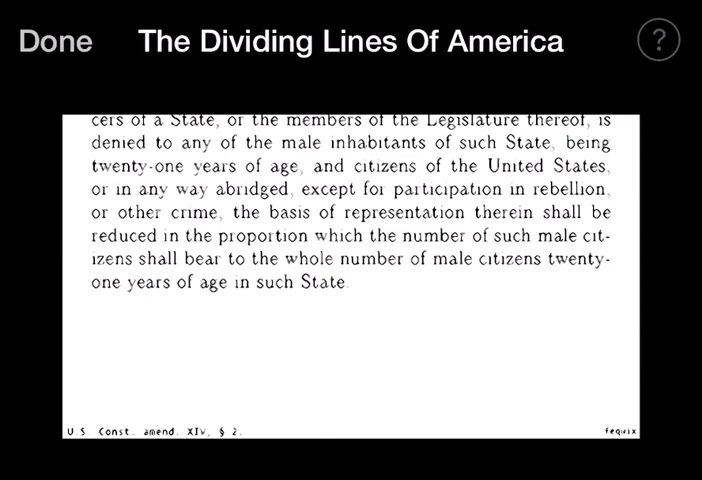 Done The Dividing Lines Of America ?
cers of a State, or the members of the Legislature thereof, is
denied to any of the male inhabitants of such State, being
twenty-one years of age, and citizens of the United States,
or in any way abridged, except for participation in rebellion,
or other crime, the basis of representation therein shall be
reduced in the proportion which the number of such male cit-
izens shall bear to the whole number of male citizens twenty-
one years of age in such State.
U.S. Const. amend. XIV, § 2. feqwix